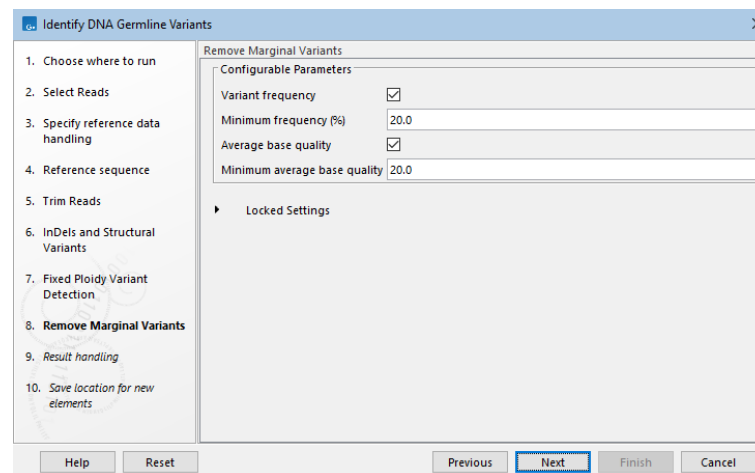 Identify DNA Germline Variants
1. Choose where to run
2. Select Reads
3. Specify reference data
handling
4. Reference sequence
5. Trim Reads
6. InDels and Structural
Variants
7. Fixed Ploidy Variant
Detection
8. Remove Marginal Variants
9. Result handling
10. Save location for new
elements
Remove Marginal Variants
Configurable Parameters
Variant frequency
Minimum frequency (%) 20.0
Average base quality
Minimum average base quality 20.0
Locked Settings
Help Reset Previous Next Finish Cancel